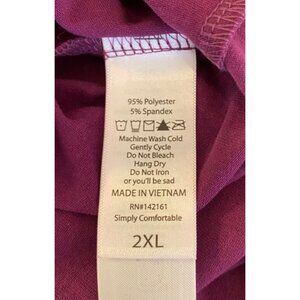 95% Polyester
5% Spandex
Machine Wash Cold
Gently Cycle
Do Not Bleach
Hang Dry
Do Not Iron
or you'll be sad
MADE IN VIETNAM
RN#142161
Simply Comfortable
2XL